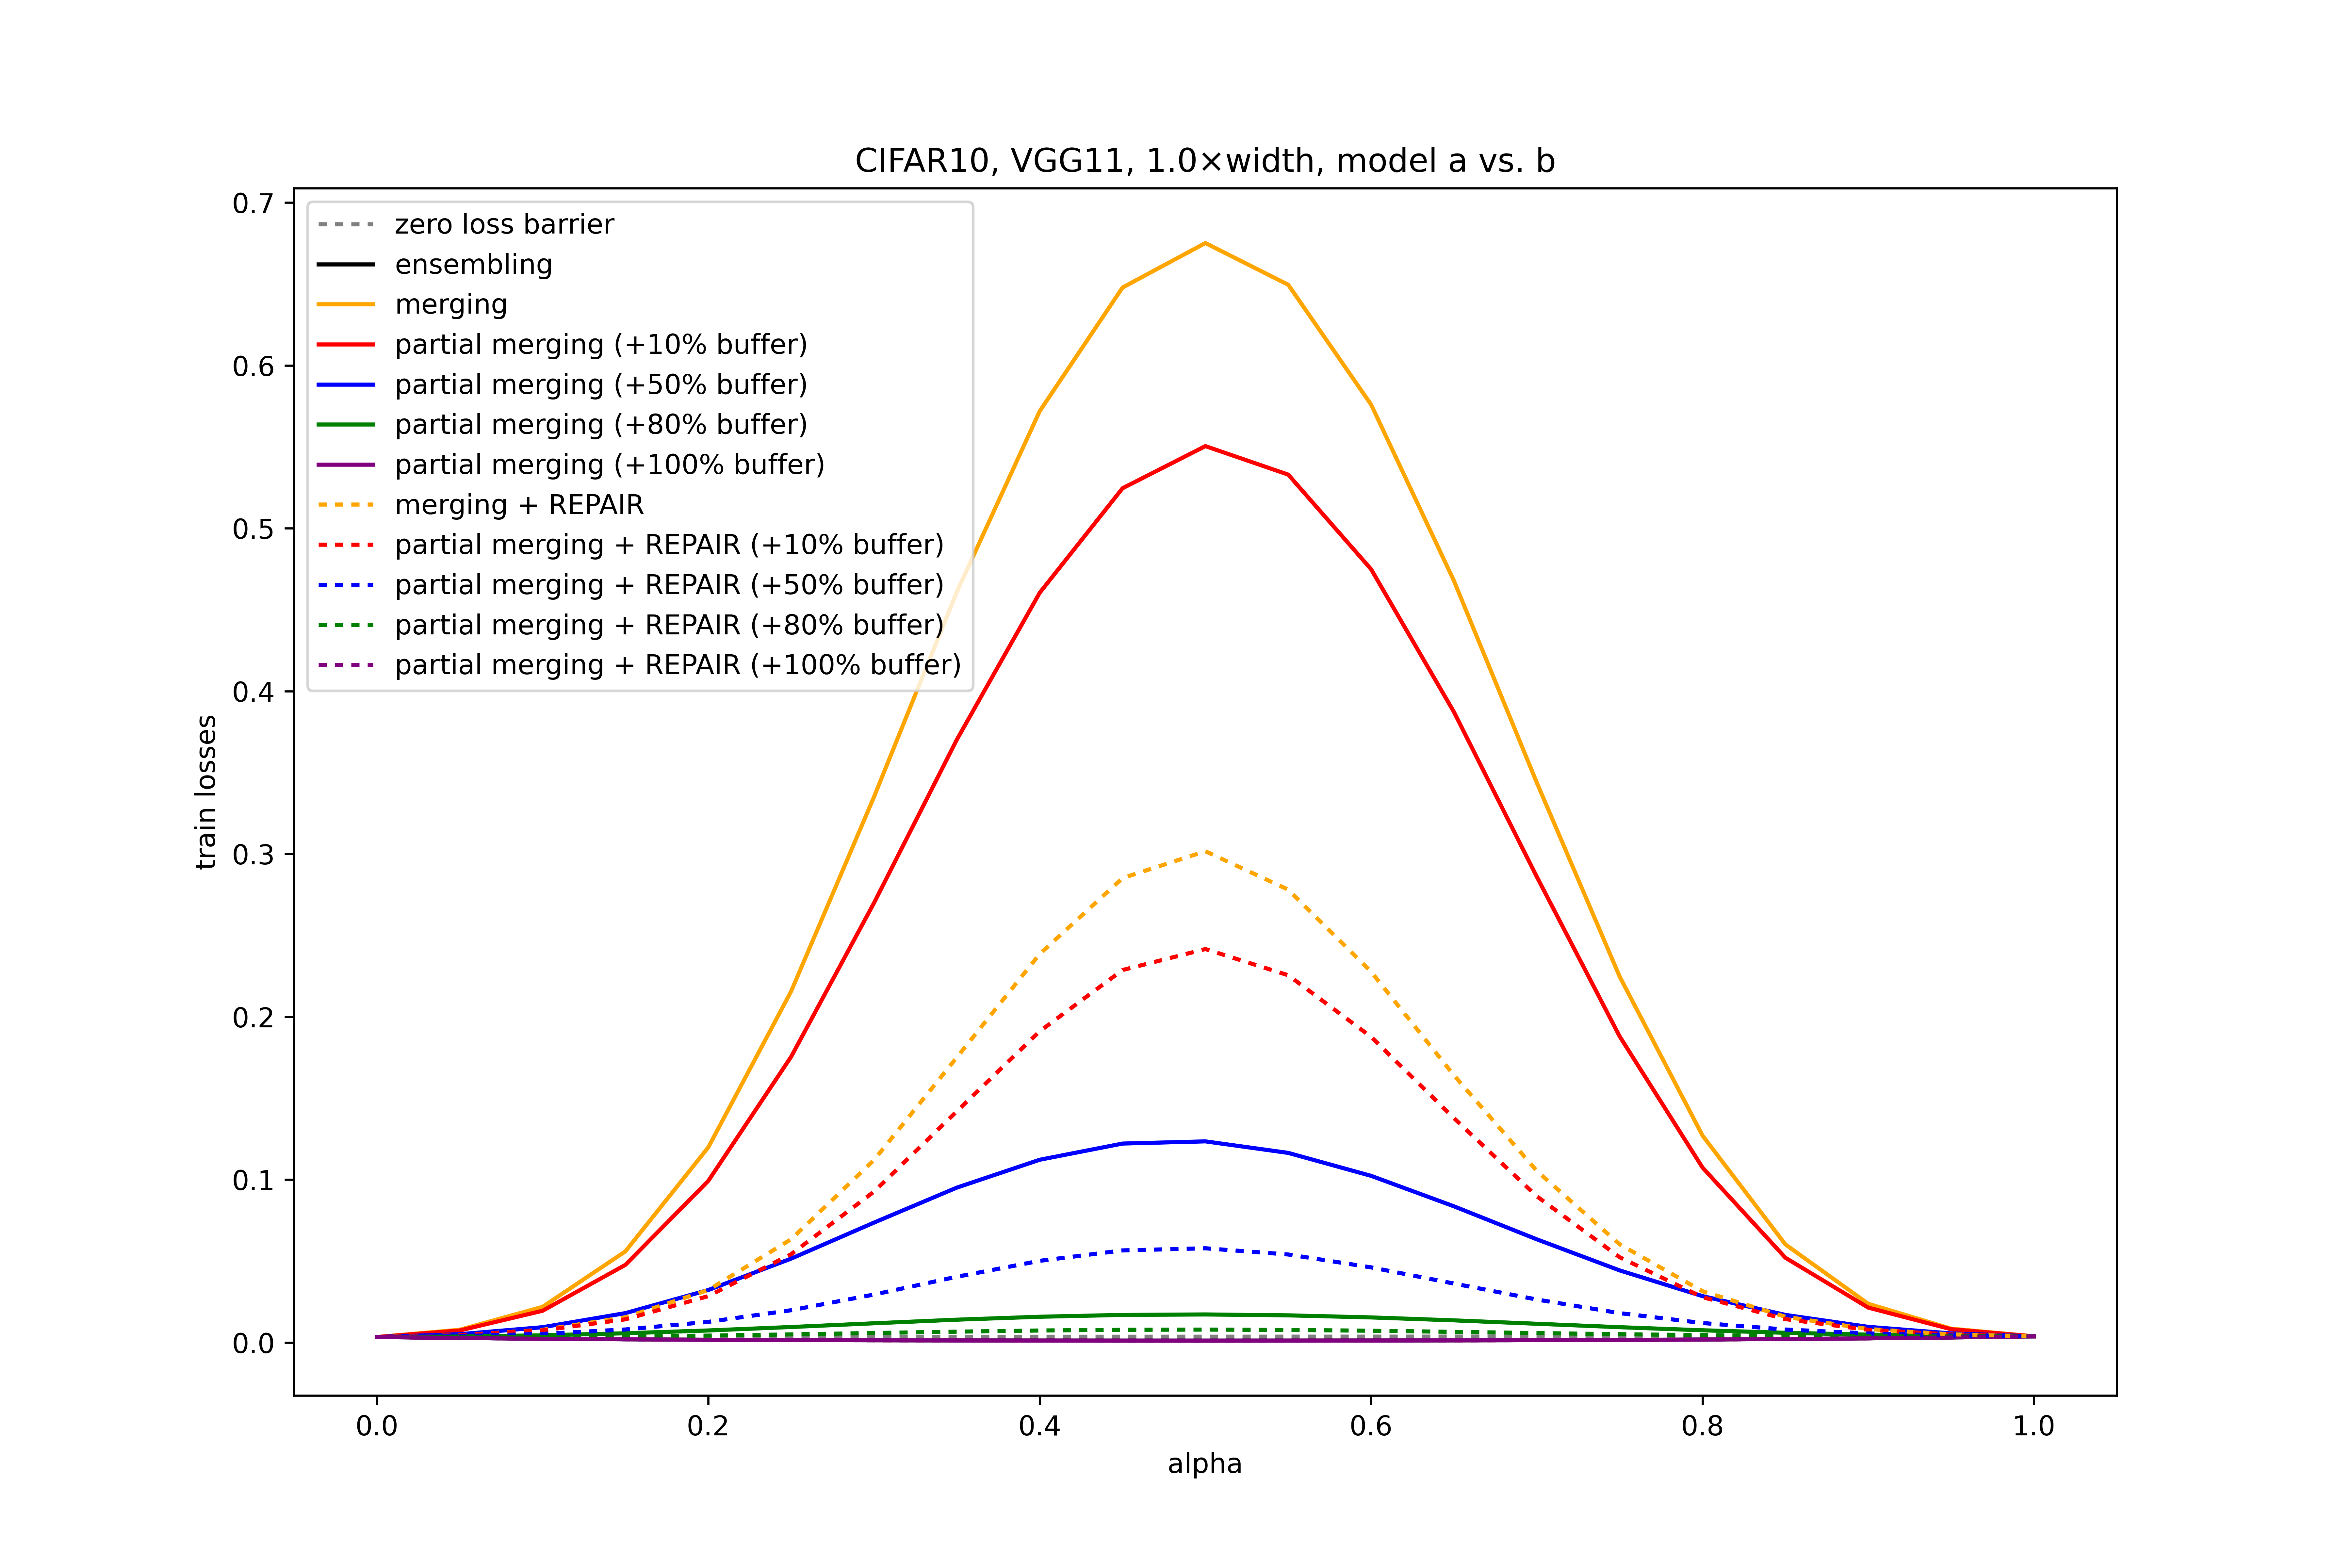 CIFAR10, VGG11, 1.0×width, model a vs. b
0.7
0.6
0.5
0.4
0.3
0.2
0.1
0.0
train losses
zero loss barrier
ensembling
merging
partial merging (+10% buffer)
partial merging (+50% buffer)
partial merging (+80% buffer)
partial merging (+100% buffer)
merging + REPAIR
partial merging + REPAIR (+10% buffer)
partial merging + REPAIR (+50% buffer)
partial merging + REPAIR (+80% buffer)
partial merging + REPAIR (+100% buffer)
0.0 0.2 0.4 0.6 0.8 1.0
alpha